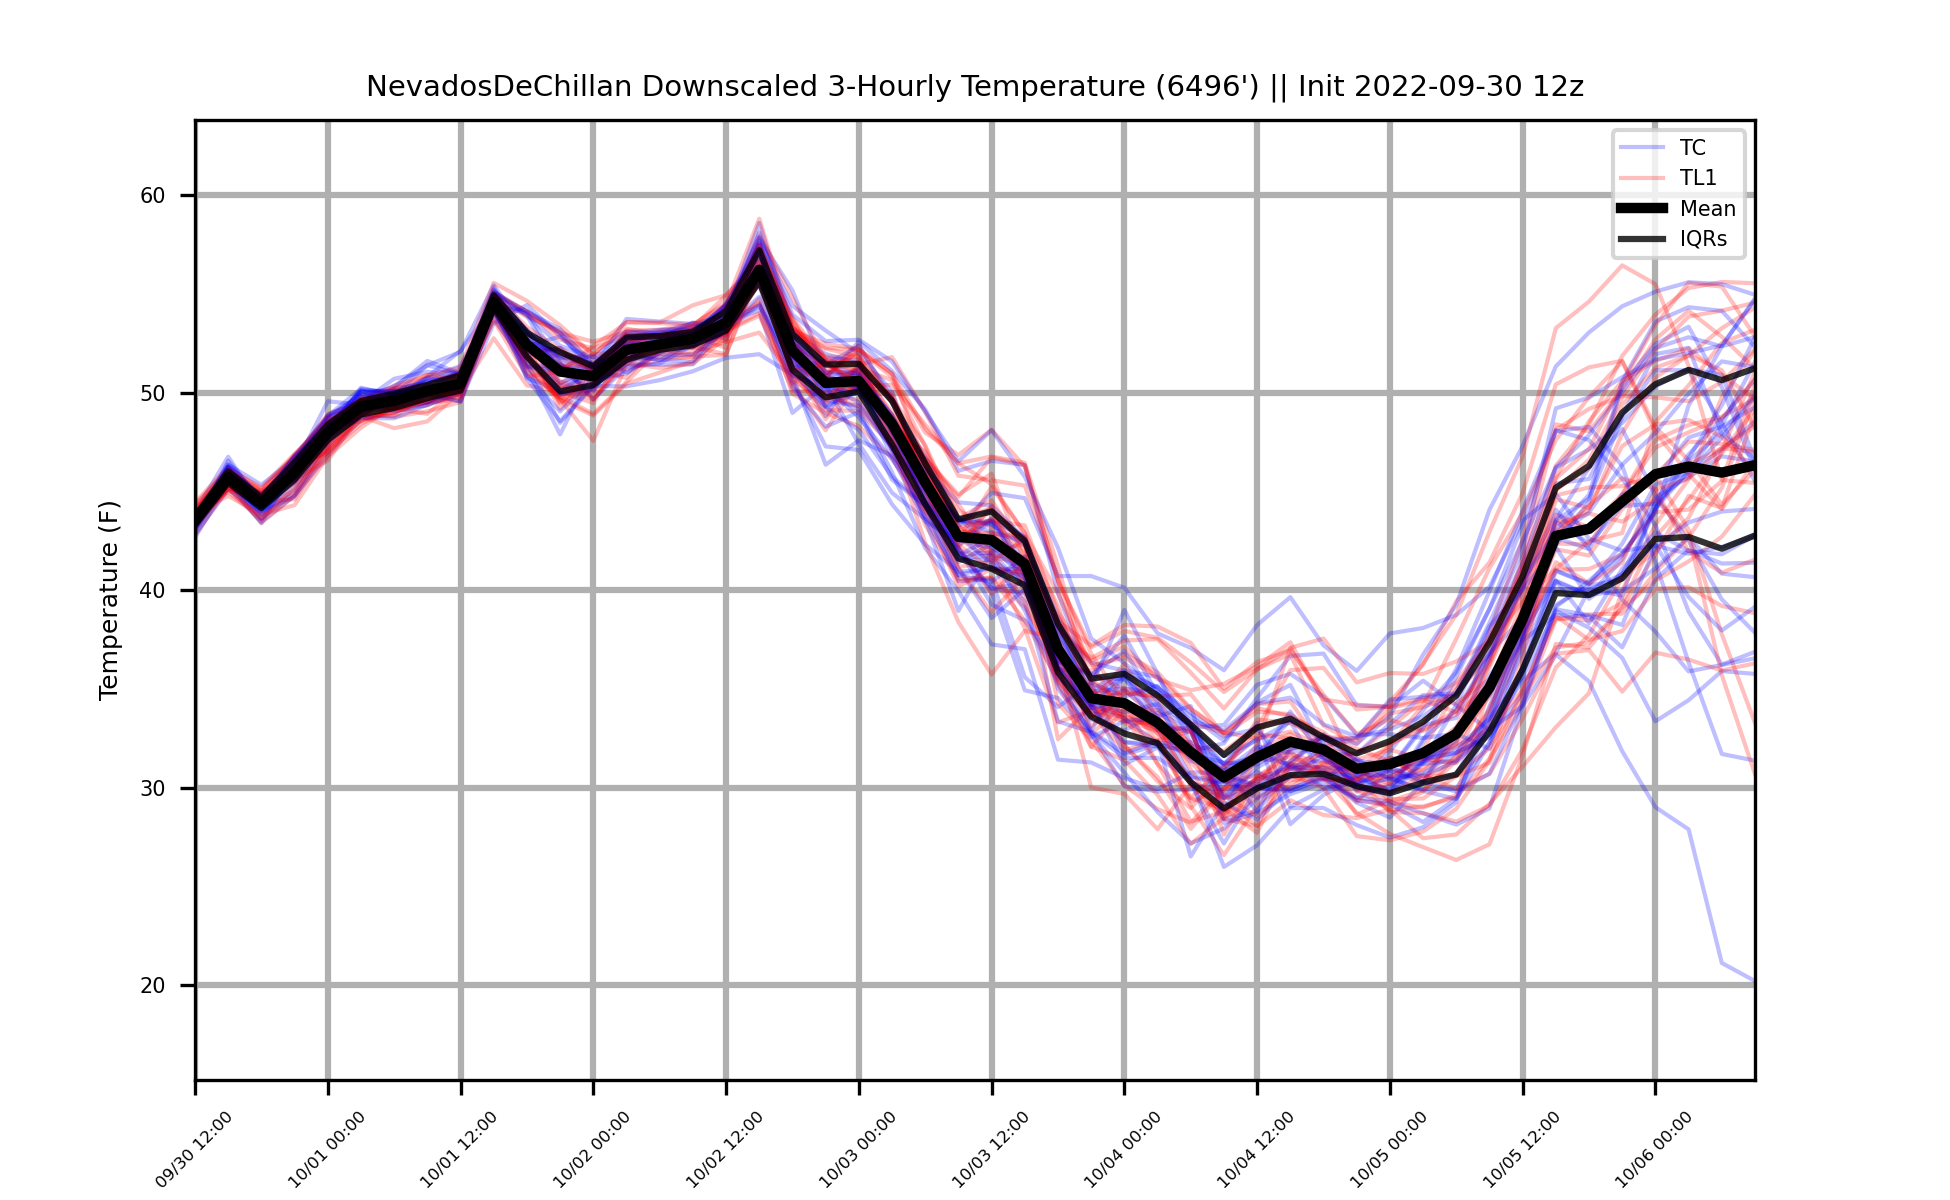 NevadosDeChillan Downscaled 3-Hourly Temperature (6496') || Init 2022-09-30 12z
TC
TL1
Mean
IQRs
Temperature (F)
60
50
40
30
20
09/30 12:00
10/01 00:00
10/01 12:00
10/02 00:00
10/02 12:00
10/03 00:00
10/03 12:00
10/04 00:00
10/04 12:00
10/05 00:00
10/05 12:00
10/06 00:00